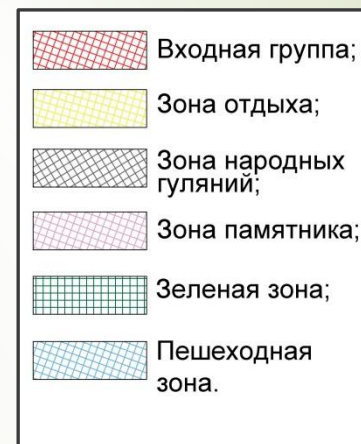 Входная группа;
Зона отдыха;
Зона народных
гуляний;
Зона памятника;
Зеленая зона;
Пешеходная
зона.